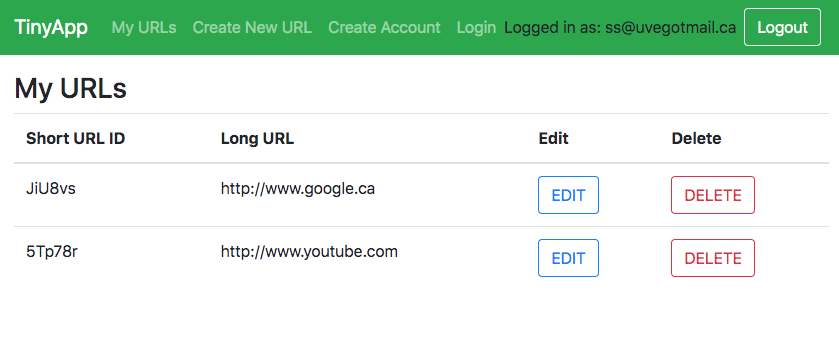 TinyApp My URLs Create New URL Create Account Login Logged in as: ss@uvegotmail.ca Logout
My URLs
Short URL ID Long URL Edit Delete
JiU8vs http://www.google.ca EDIT DELETE
5Tp78r http://www.youtube.com EDIT DELETE